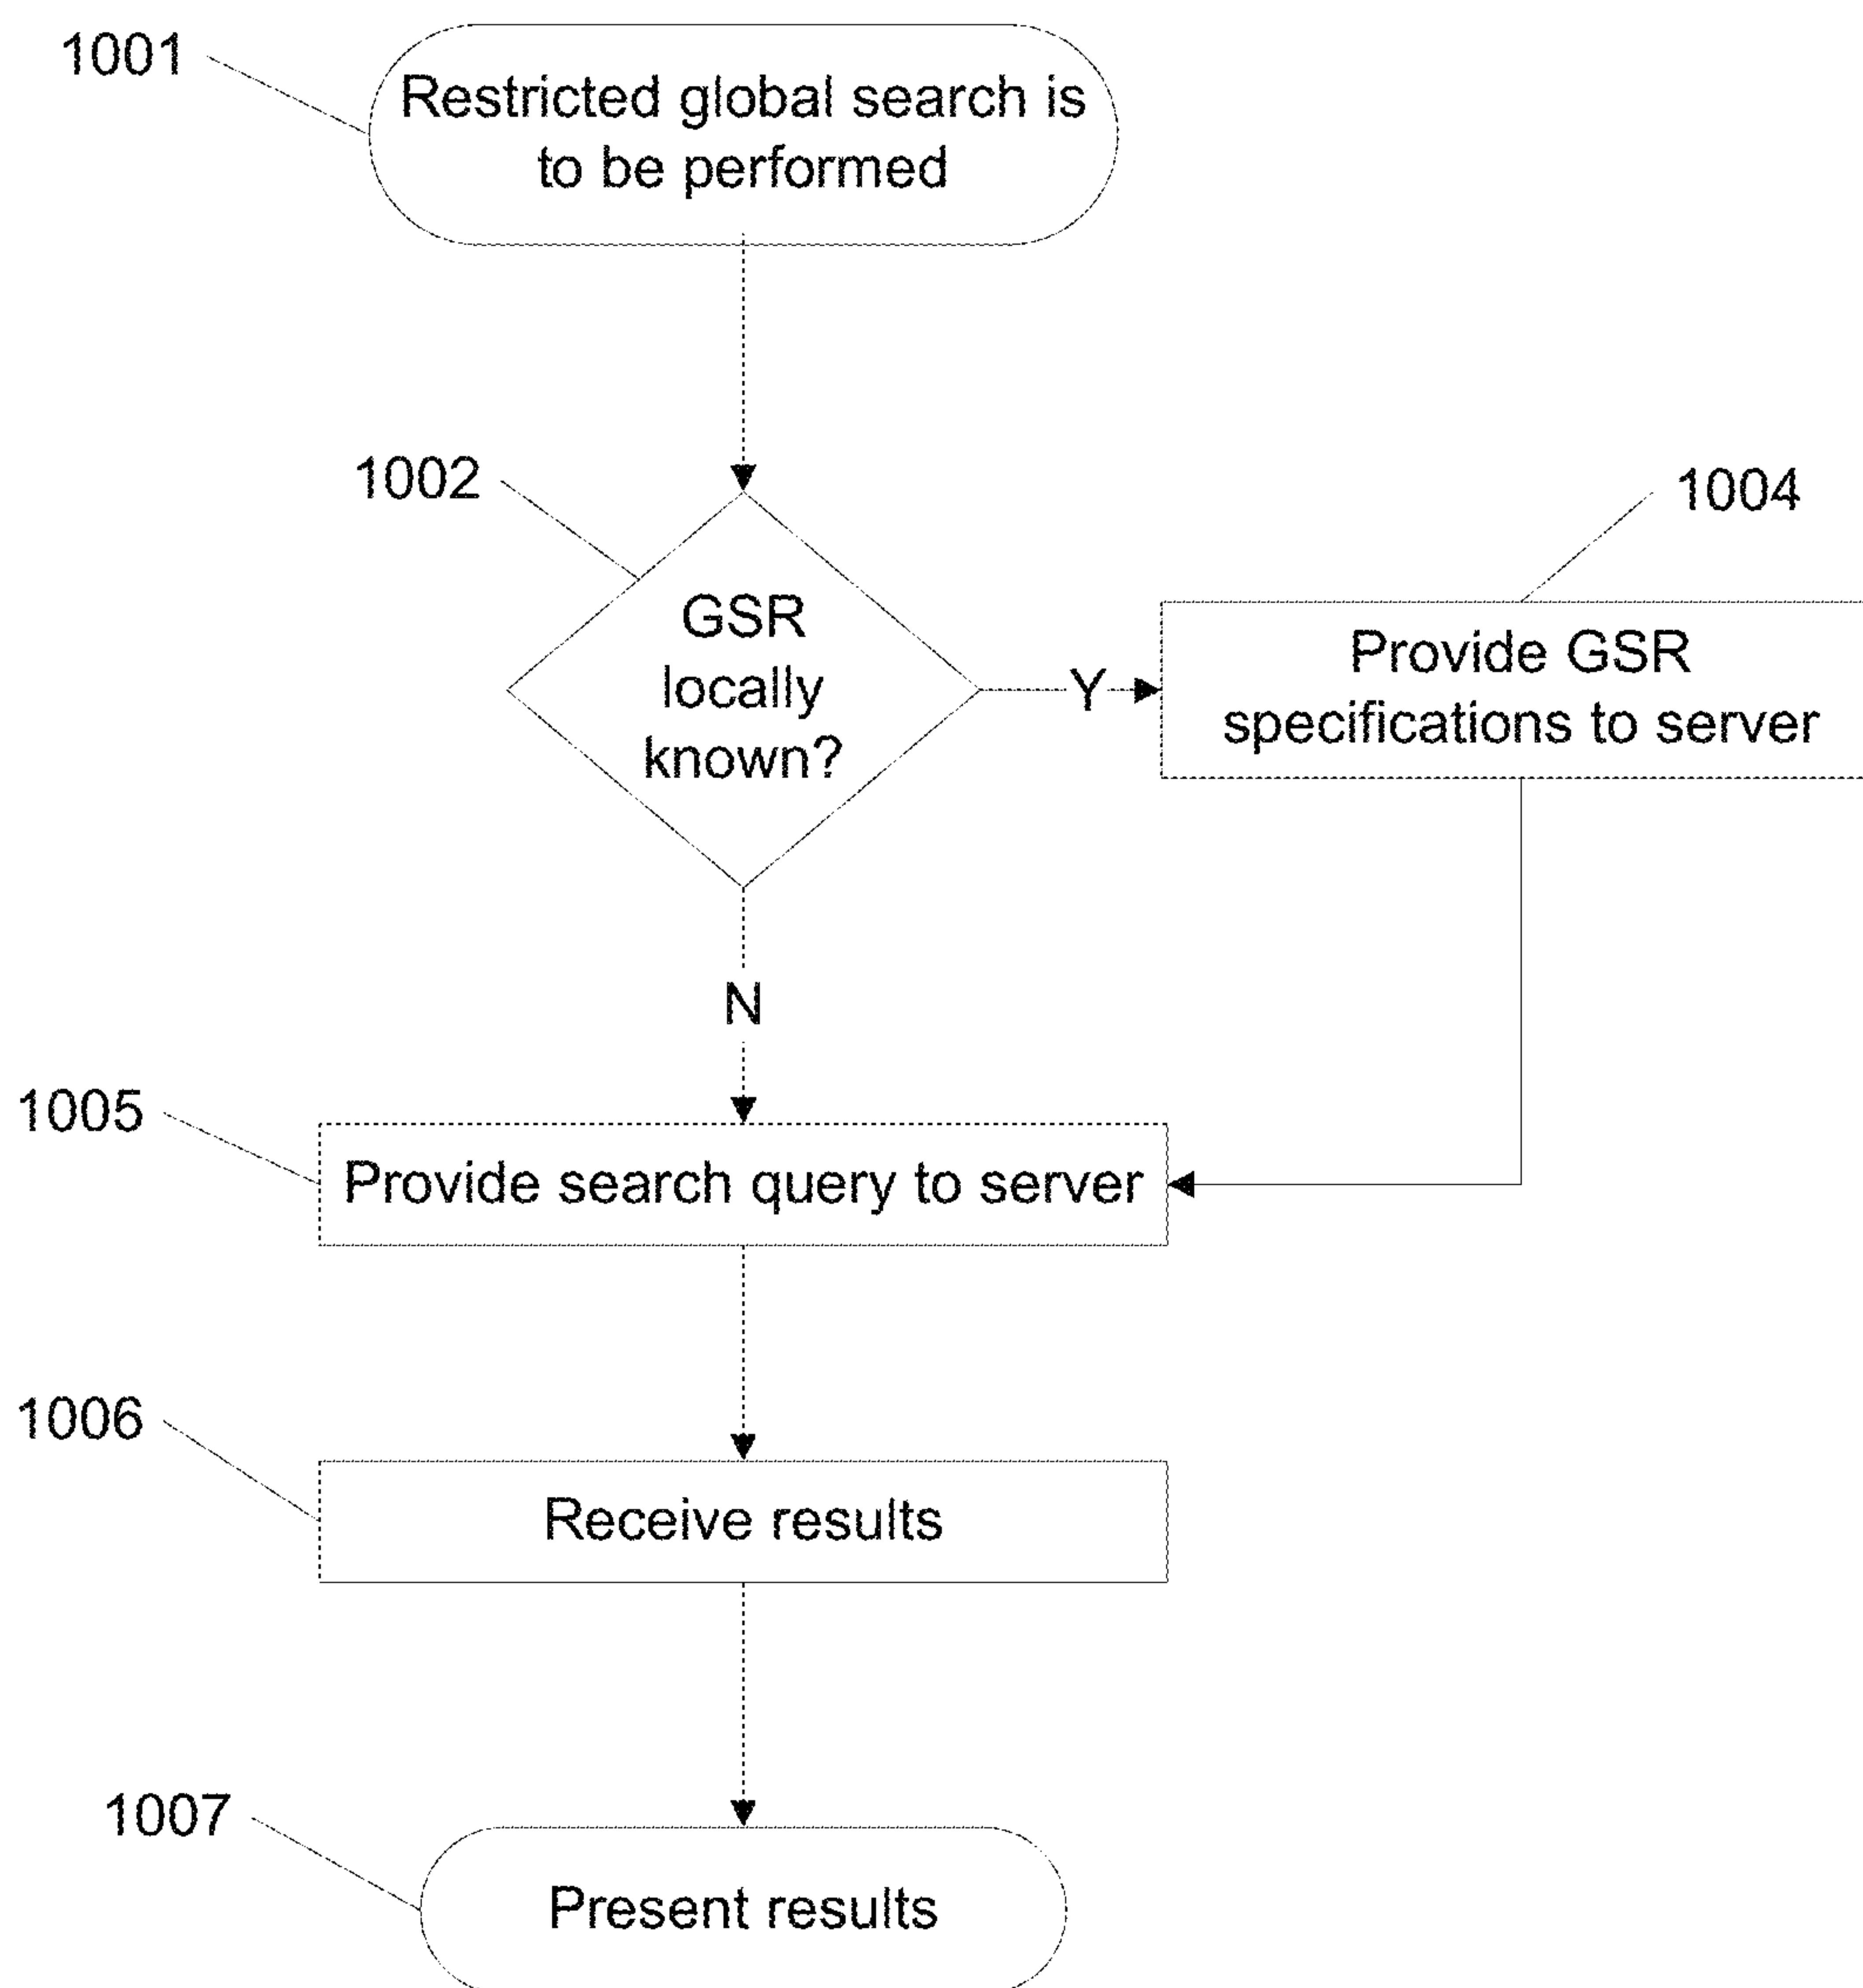 1001
Restricted global search is
to be performed
1002
GSR
locally
known?
Y
1004
Provide GSR
specifications to server
N
1005
Provide search query to server
1006
Receive results
1007
Present results